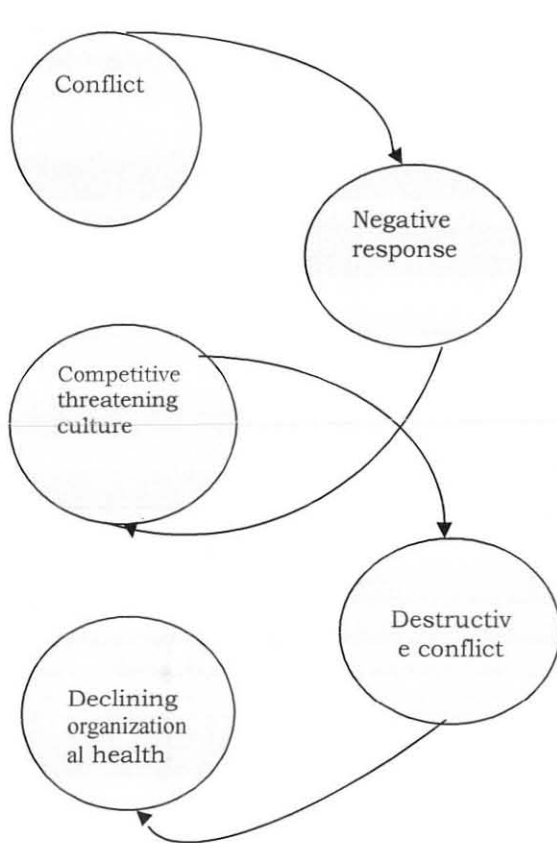 Conflict
Negative
response
Competitive
threatening
culture
Destructiv
e conflict
Declining
organization
al health